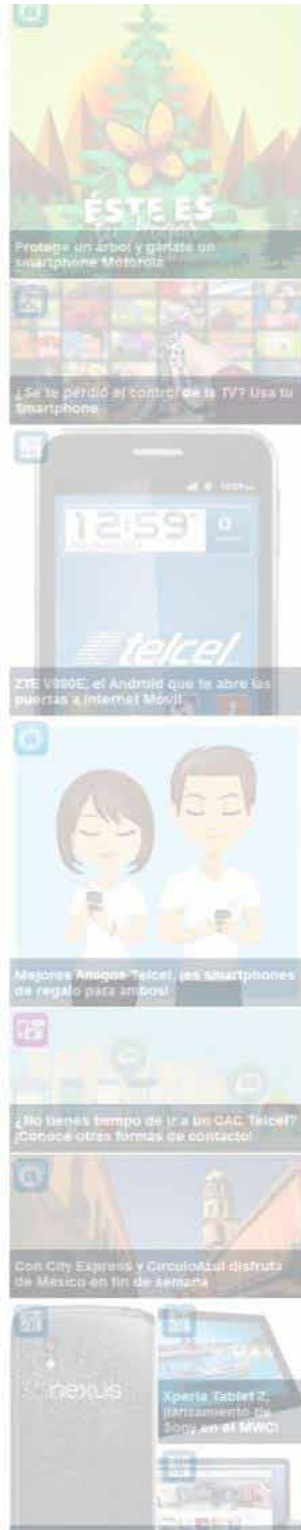 ÉSTE ES
Protege un árbol y gánate un
smartphone Motorola
¿Se te perdió el control de la TV? Usa tu
Smartphone
12:59
0
telcel
ZTE V880E, el Android que te abre las
puertas a Internet Móvil
Mejores Amigos Telcel, ¡es smartphones
de regalo para ambos!
¿No tienes tiempo de ir a un CAC Telcel?
¡Conoce otras formas de contacto!
Con City Express y CírculoAzul disfruta
de México en fin de semana
nexus
Xperia Tablet Z,
¡lanzamiento de
Sony en el MWC!